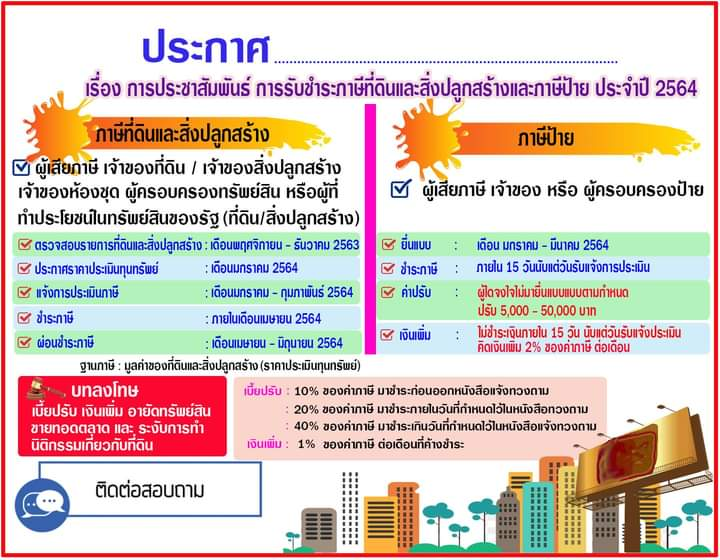 ประกาศ
เรื่อง การประชาสัมพันธ์ การรับชำระภาษีที่ดินและสิ่งปลูกสร้างและภาษีป้าย ประจำปี 2564
ภาษีที่ดินและสิ่งปลูกสร้าง
ผู้เสียภาษี เจ้าของที่ดิน / เจ้าของสิ่งปลูกสร้าง
เจ้าของห้องชุด ผู้ครอบครองทรัพย์สิน หรือผู้ที่
ทำประโยชน์ในทรัพย์สินของรัฐ (ที่ดิน/สิ่งปลูกสร้าง)
ตรวจสอบรายการที่ดินและสิ่งปลูกสร้าง : เดือนพฤศจิกายน - ธันวาคม 2563
ประกาศราคาประเมินทุนทรัพย์ : เดือนมกราคม 2564
แจ้งการประเมินภาษี : เดือนมกราคม - กุมภาพันธ์ 2564
ชำระภาษี : ภายในเดือนเมษายน 2564
ผ่อนชำระภาษี : เดือนเมษายน - มิถุนายน 2564
ฐานภาษี : มูลค่าของที่ดินและสิ่งปลูกสร้าง (ราคาประเมินทุนทรัพย์)
ภาษีป้าย
ผู้เสียภาษี เจ้าของ หรือ ผู้ครอบครองป้าย
ยื่นแบบ : เดือน มกราคม - มีนาคม 2564
ชำระภาษี : ภายใน 15 วันนับแต่วันรับแจ้งการประเมิน
ค่าปรับ : ผู้ใดจงใจไม่มายื่นแบบแบบตามกำหนด
ปรับ 5,000 - 50,000 บาท
เงินเพิ่ม : ไม่ชำระเงินภายใน 15 วัน นับแต่วันรับแจ้งประเมิน
คิดเงินเพิ่ม 2% ของค่าภาษี ต่อเดือน
บทลงโทษ
เบี้ยปรับ เงินเพิ่ม อายัดทรัพย์สิน
ขายทอดตลาด และ ระงับการทำ
นิติกรรมเกี่ยวกับที่ดิน
เบี้ยปรับ : 10% ของค่าภาษี มาชำระก่อนออกหนังสือแจ้งทวงถาม
: 20% ของค่าภาษี มาชำระภายในวันที่กำหนดไว้ในหนังสือทวงถาม
: 40% ของค่าภาษี มาชำระเกินวันที่กำหนดไว้ในหนังสือแจ้งทวงถาม
เงินเพิ่ม : 1% ของค่าภาษี ต่อเดือนที่ค้างชำระ
ติดต่อสอบถาม